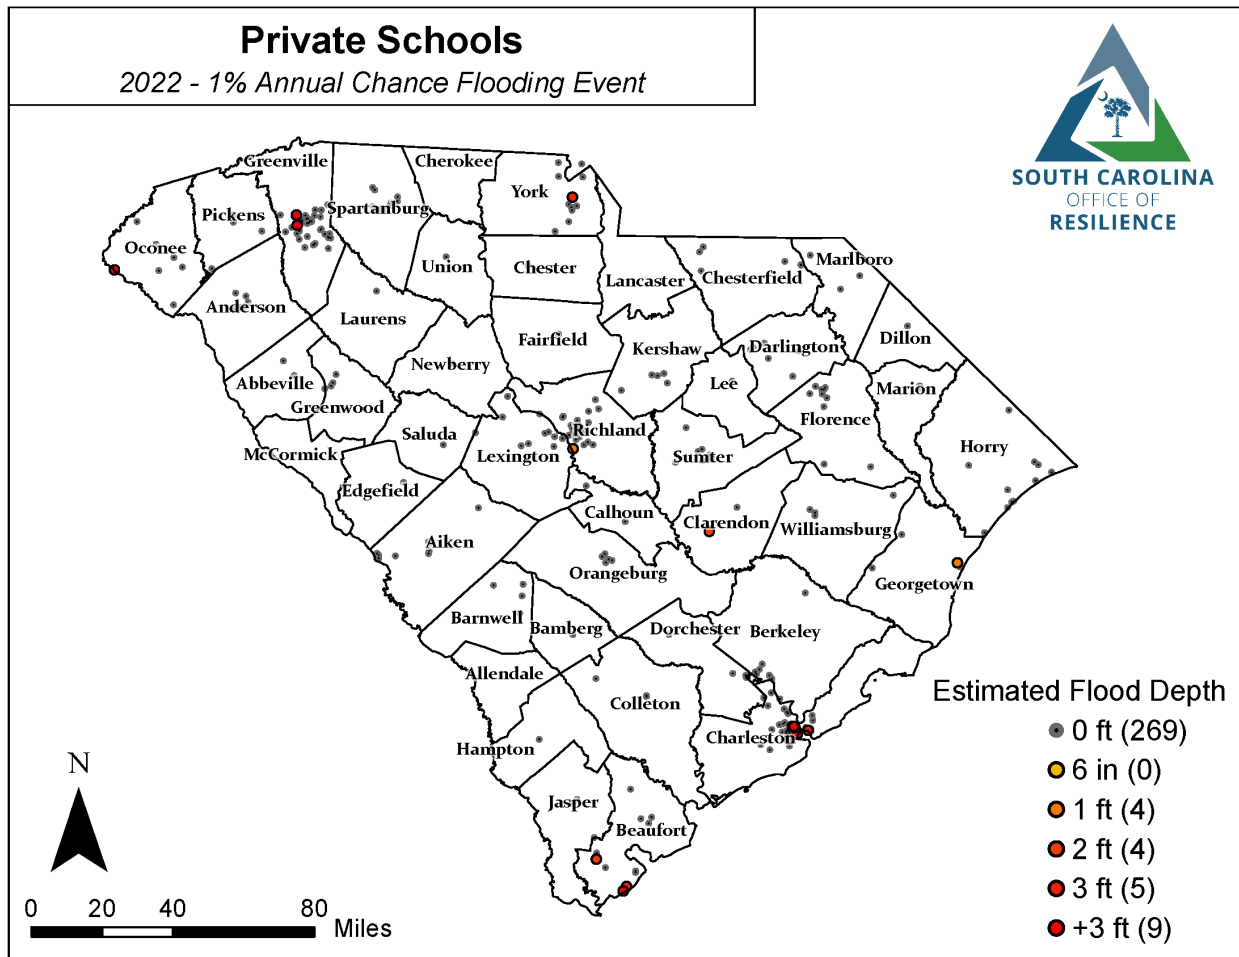 Private Schools
2022 - 1% Annual Chance Flooding Event
SOUTH CAROLINA
OFFICE OF
RESILIENCE
Greenville
Cherokee
York
Pickens
Spartanburg
Oconee
Union
Chester
Lancaster
Chesterfield
Marlboro
Anderson
Laurens
Fairfield
Kershaw
Darlington
Dillon
Newberry
Abbeville
Greenwood
Lee
Marion
Saluda
Richland
Florence
Horry
McCormick
Lexington
Sumter
Edgefield
Calhoun
Clarendon
Williamsburg
Aiken
Orangeburg
Georgetown
Barnwell
Bamberg
Dorchester
Berkeley
Allendale
Colleton
Charleston
Hampton
Jasper
Beaufort
Estimated Flood Depth
0 ft (269)
6 in (0)
1 ft (4)
2 ft (4)
3 ft (5)
+3 ft (9)
N
0 20 40 80
Miles